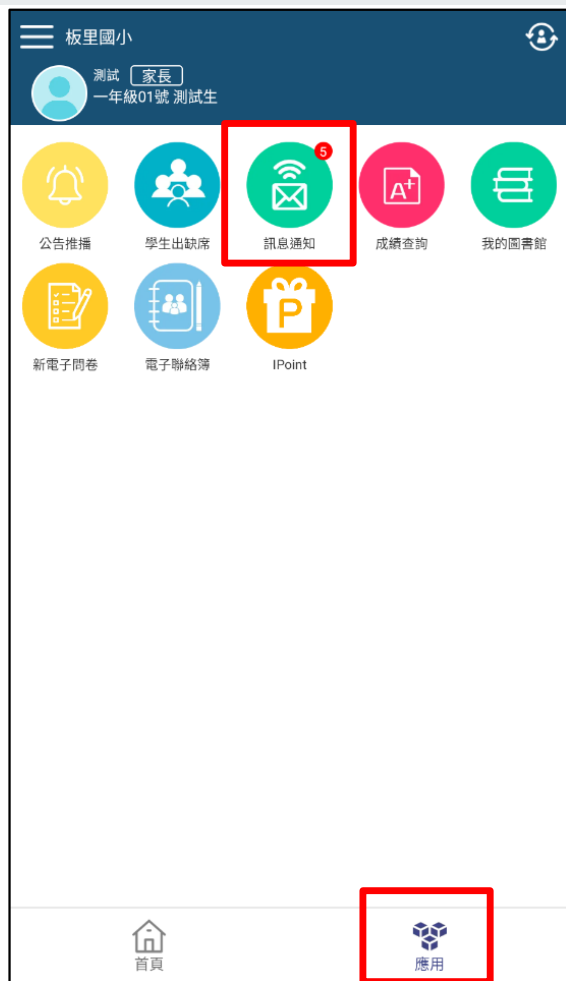 板里國小
測試 家長
一年級01號 測試生
5
A+
公告推播 學生出缺席 訊息通知 成績查詢 我的圖書館
P
新電子問卷 電子聯絡簿 IPoint
首頁 應用